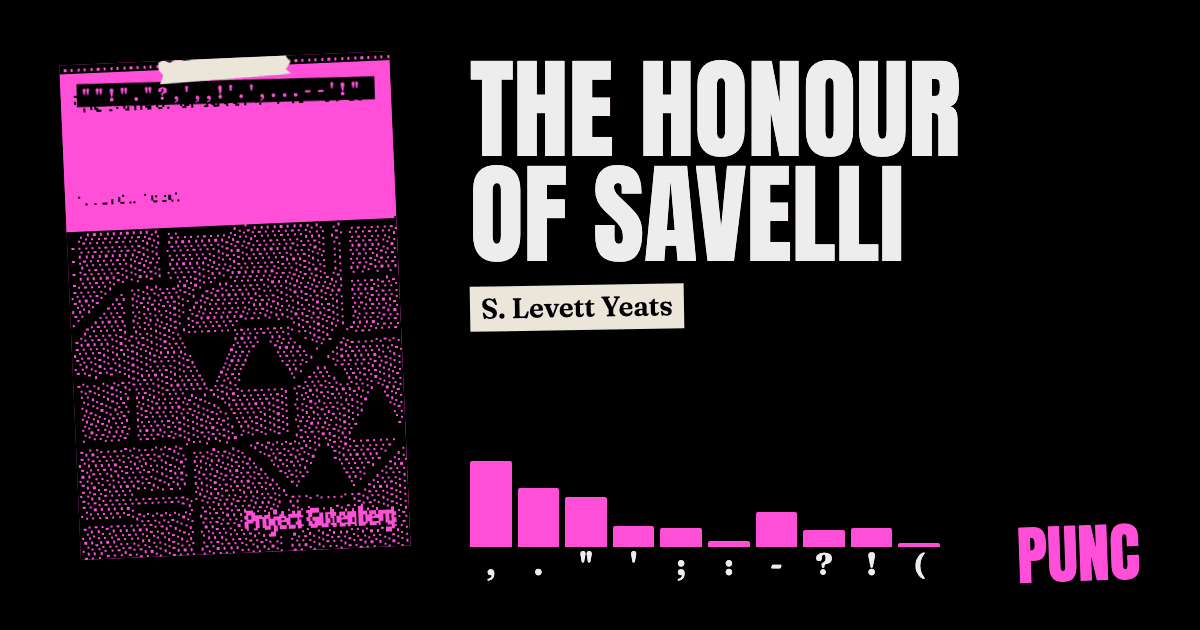 ""!"."?,',,!'.',...--'!"
Project Gutenberg
THE HONOUR
OF SAVELLI
S. Levett Yeats
, . " ' ; : - ? ! (
PUNC